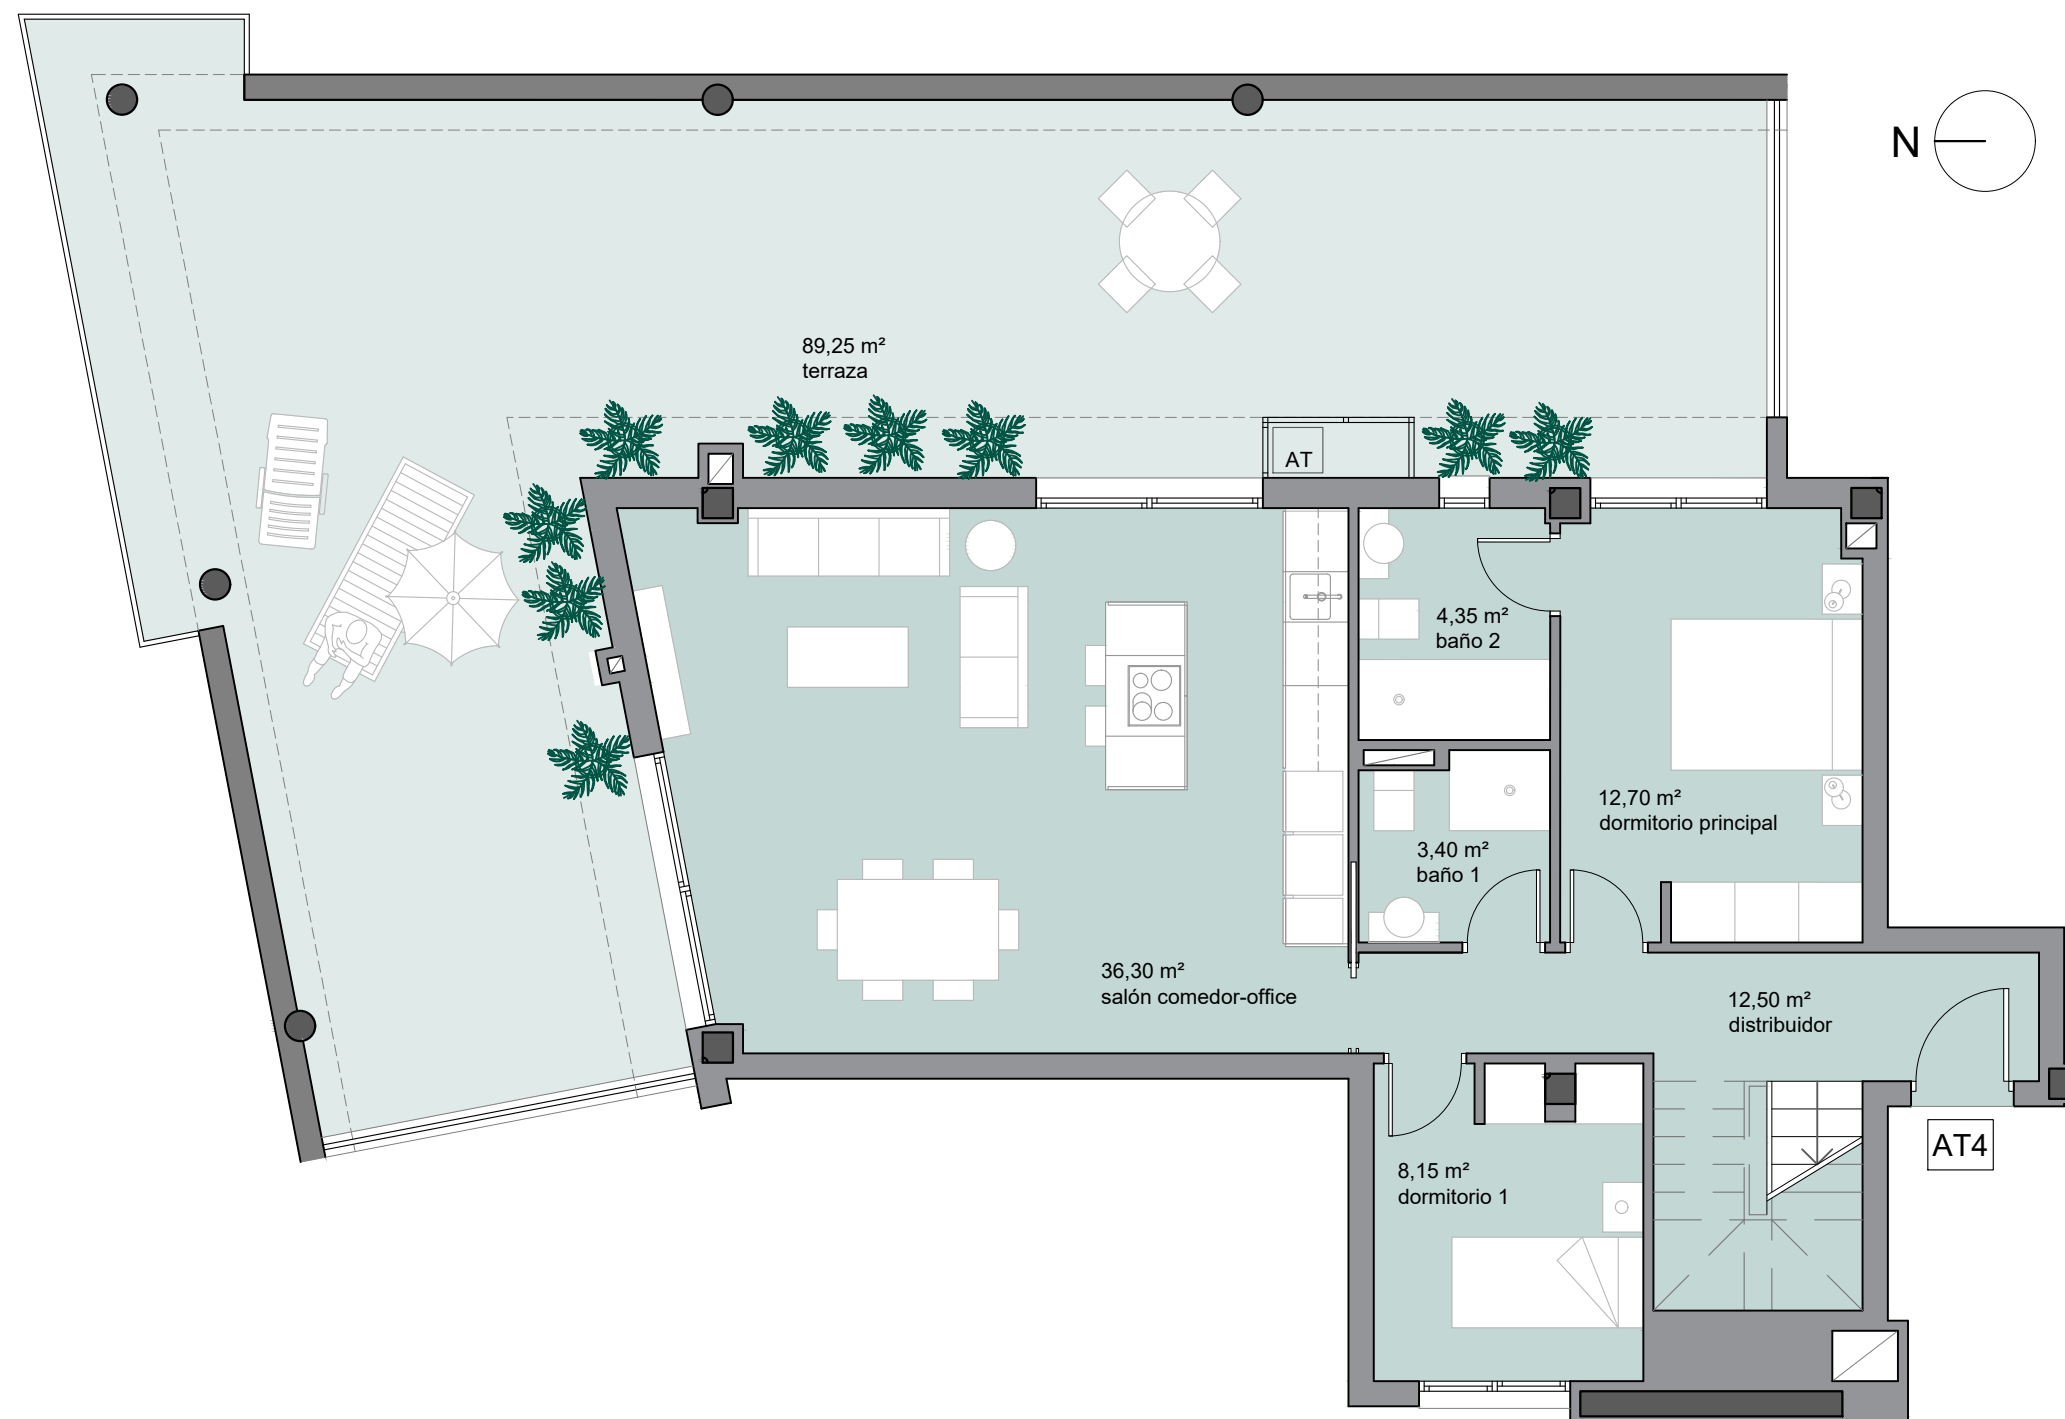 N
89,25 m²
terraza
AT
4,35 m²
baño 2
12,70 m²
dormitorio principal
3,40 m²
baño 1
36,30 m²
salón comedor-office
12,50 m²
distribuidor
AT4
8,15 m²
dormitorio 1